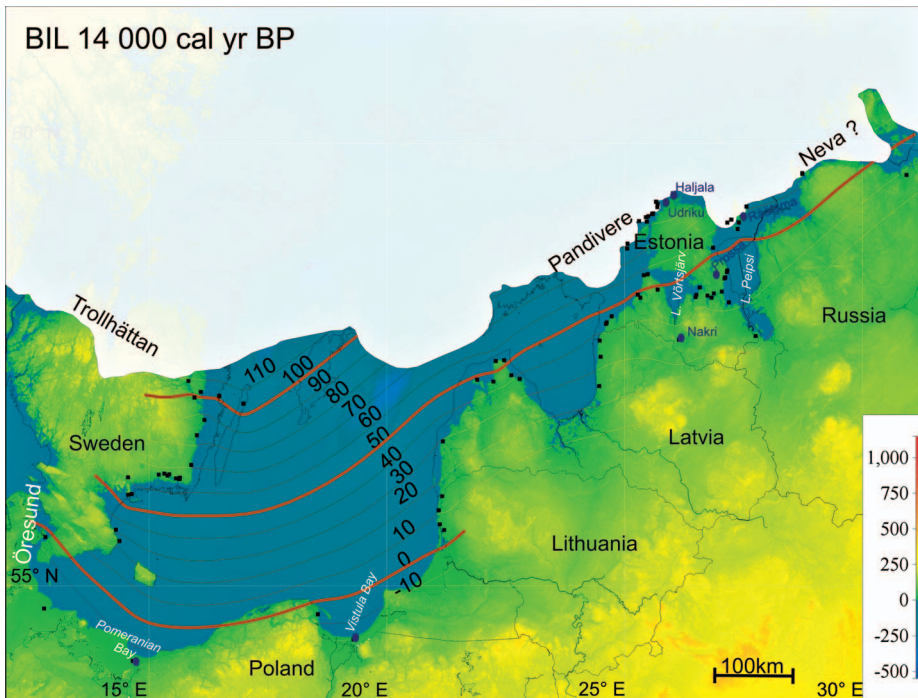 BIL 14 000 cal yr BP
Neva ?
Haljala
Udriku
Pandivere
Estonia
L. Võrtsjärv
L. Peipsi
Trollhättan
Russia
Nakri
110
100
90
80
70
60
50
40
30
20
10
0
-10
Sweden
Latvia
Lithuania
Öresund
55° N
Pomeranian
Bay
Vistula Bay
Poland
100km
15° E
20° E
25° E
30° E
1,000
750
500
250
0
-250
-500